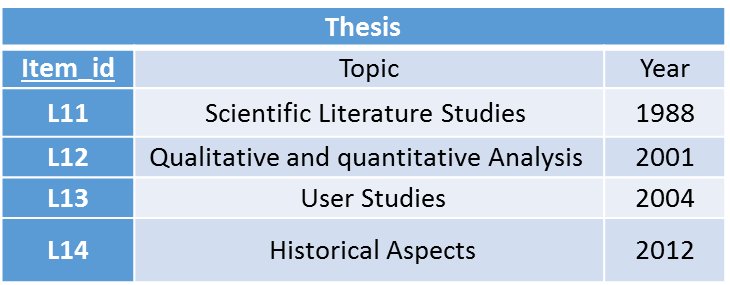 Thesis
Item_id Topic Year
L11 Scientific Literature Studies 1988
L12 Qualitative and quantitative Analysis 2001
L13 User Studies 2004
L14 Historical Aspects 2012